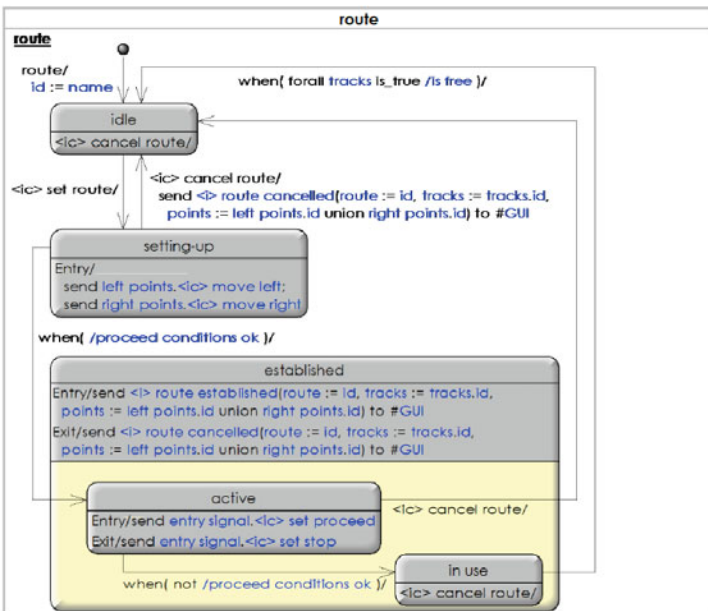 route
route
route/
id := name
when( forall tracks is_true /is free )/
idle
<ic> cancel route/
<ic> set route/
<ic> cancel route/
send <i> route cancelled(route := id, tracks := tracks.id,
points := left points.id union right points.id) to #GUI
setting-up
Entry/
send left points.<ic> move left;
send right points.<ic> move right
when( /proceed conditions ok )/
established
Entry/send <i> route established(route := id, tracks := tracks.id,
points := left points.id union right points.id) to #GUI
Exit/send <i> route cancelled(route := id, tracks := tracks.id,
points := left points.id union right points.id) to #GUI
active
Entry/send entry signal.<ic> set proceed
Exit/send entry signal.<ic> set stop
<ic> cancel route/
when( not /proceed conditions ok )/
in use
<ic> cancel route/